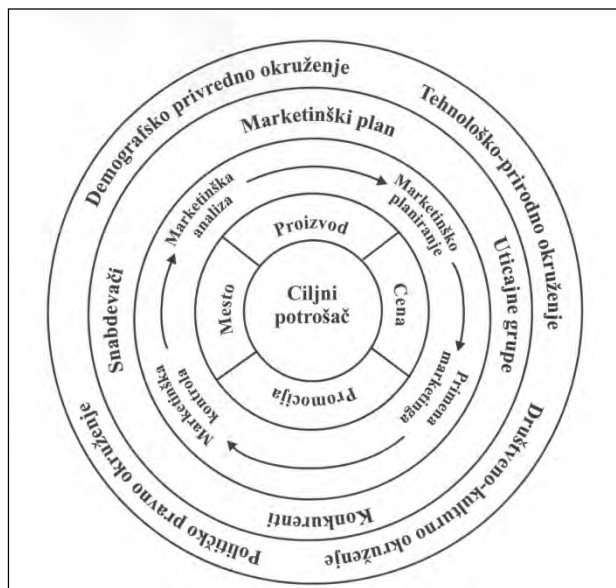 Demografsko privredno okruženje
Tehnološko-prirodno okruženje
Marketinški plan
Marketinška
analiza
Marketinško
planiranje
Proizvod
Snabdevači
Mesto
Ciljni
potrošač
Cena
Uticajne grupe
Promocija
Marketinška
kontrola
Primena
marketinga
Konkurenti
Političko pravno okruženje
Društveno-kulturno okruženje